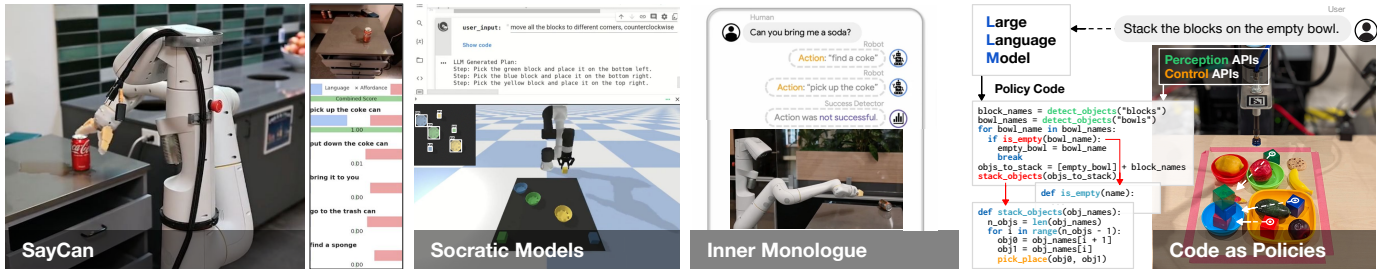 SayCan
Language × Affordance
Combined Score
pick up the coke can
1.00
put down the coke can
0.01
bring it to you
0.00
go to the trash can
0.00
find a sponge
0.00
user_input: "move all the blocks to different corners, counterclockwise
Show code
LLM Generated Plan:
Step: Pick the green block and place it on the bottom left.
Step: Pick the blue block and place it on the bottom right.
Step: Pick the yellow block and place it on the top right.
Socratic Models
Human
Can you bring me a soda?
Robot
Action: "find a coke"
Robot
Action: "pick up the coke"
Success Detector
Action was not successful.
Inner Monologue
Large
Language
Model
User
Stack the blocks on the empty bowl.
Perception APIs
Control APIs
Policy Code
block_names = detect_objects("blocks")
bowl_names = detect_objects("bowls")
for bowl_name in bowl_names:
if is_empty(bowl_name):
empty_bowl = bowl_name
break
objs_to_stack = [empty_bowl] + block_names
stack_objects(objs_to_stack)
def is_empty(name):
def stack_objects(obj_names):
n_objs = len(obj_names)
for i in range(n_objs - 1):
obj0 = obj_names[i + 1]
obj1 = obj_names[i]
pick_place(obj0, obj1)
Code as Policies